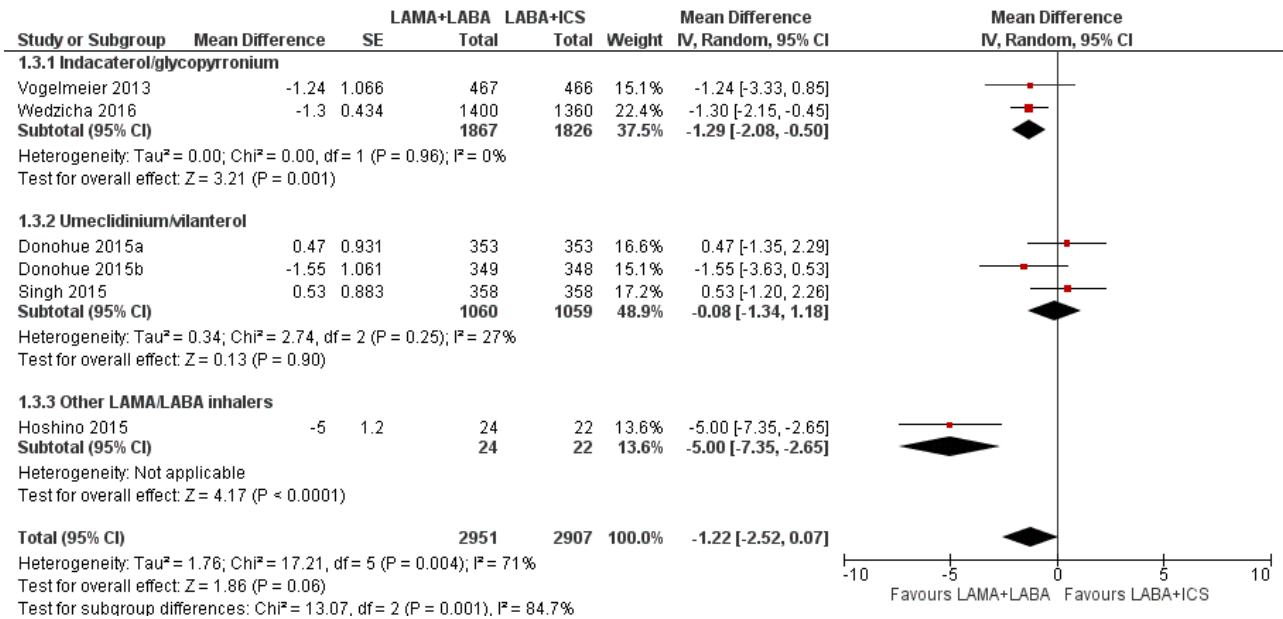 LAMA+LABA LABA+ICS Mean Difference Mean Difference
Study or Subgroup Mean Difference SE Total Total Weight IV, Random, 95% CI IV, Random, 95% CI
1.3.1 Indacaterol/glycopyrronium
Vogelmeier 2013 -1.24 1.066 467 466 15.1% -1.24 [-3.33, 0.85]
Wedzicha 2016 -1.3 0.434 1400 1360 22.4% -1.30 [-2.15, -0.45]
Subtotal (95% CI) 1867 1826 37.5% -1.29 [-2.08, -0.50]
Heterogeneity: Tau² = 0.00; Chi² = 0.00, df = 1 (P = 0.96); I² = 0%
Test for overall effect: Z = 3.21 (P = 0.001)
1.3.2 Umeclidinium/vilanterol
Donohue 2015a 0.47 0.931 353 353 16.6% 0.47 [-1.35, 2.29]
Donohue 2015b -1.55 1.061 349 348 15.1% -1.55 [-3.63, 0.53]
Singh 2015 0.53 0.883 358 358 17.2% 0.53 [-1.20, 2.26]
Subtotal (95% CI) 1060 1059 48.9% -0.08 [-1.34, 1.18]
Heterogeneity: Tau² = 0.34; Chi² = 2.74, df = 2 (P = 0.25); I² = 27%
Test for overall effect: Z = 0.13 (P = 0.90)
1.3.3 Other LAMA/LABA inhalers
Hoshino 2015 -5 1.2 24 22 13.6% -5.00 [-7.35, -2.65]
Subtotal (95% CI) 24 22 13.6% -5.00 [-7.35, -2.65]
Heterogeneity: Not applicable
Test for overall effect: Z = 4.17 (P < 0.0001)
Total (95% CI) 2951 2907 100.0% -1.22 [-2.52, 0.07]
Heterogeneity: Tau² = 1.76; Chi² = 17.21, df = 5 (P = 0.004); I² = 71%
Test for overall effect: Z = 1.86 (P = 0.06)
Test for subgroup differences: Chi² = 13.07, df = 2 (P = 0.001), I² = 84.7%
-10 -5 0 5 10
Favours LAMA+LABA Favours LABA+ICS